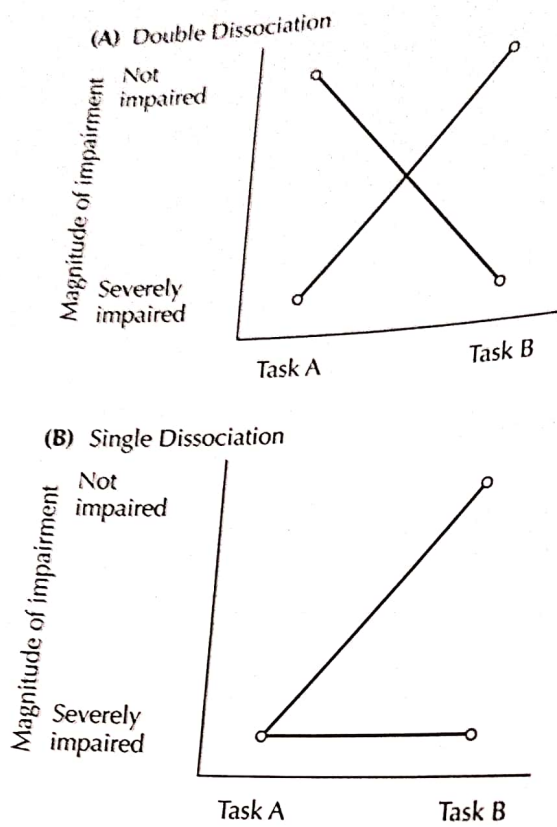 (A) Double Dissociation
Not
impaired
Magnitude of impairment
Severely
impaired
Task A
Task B
(B) Single Dissociation
Not
impaired
Magnitude of impairment
Severely
impaired
Task A
Task B